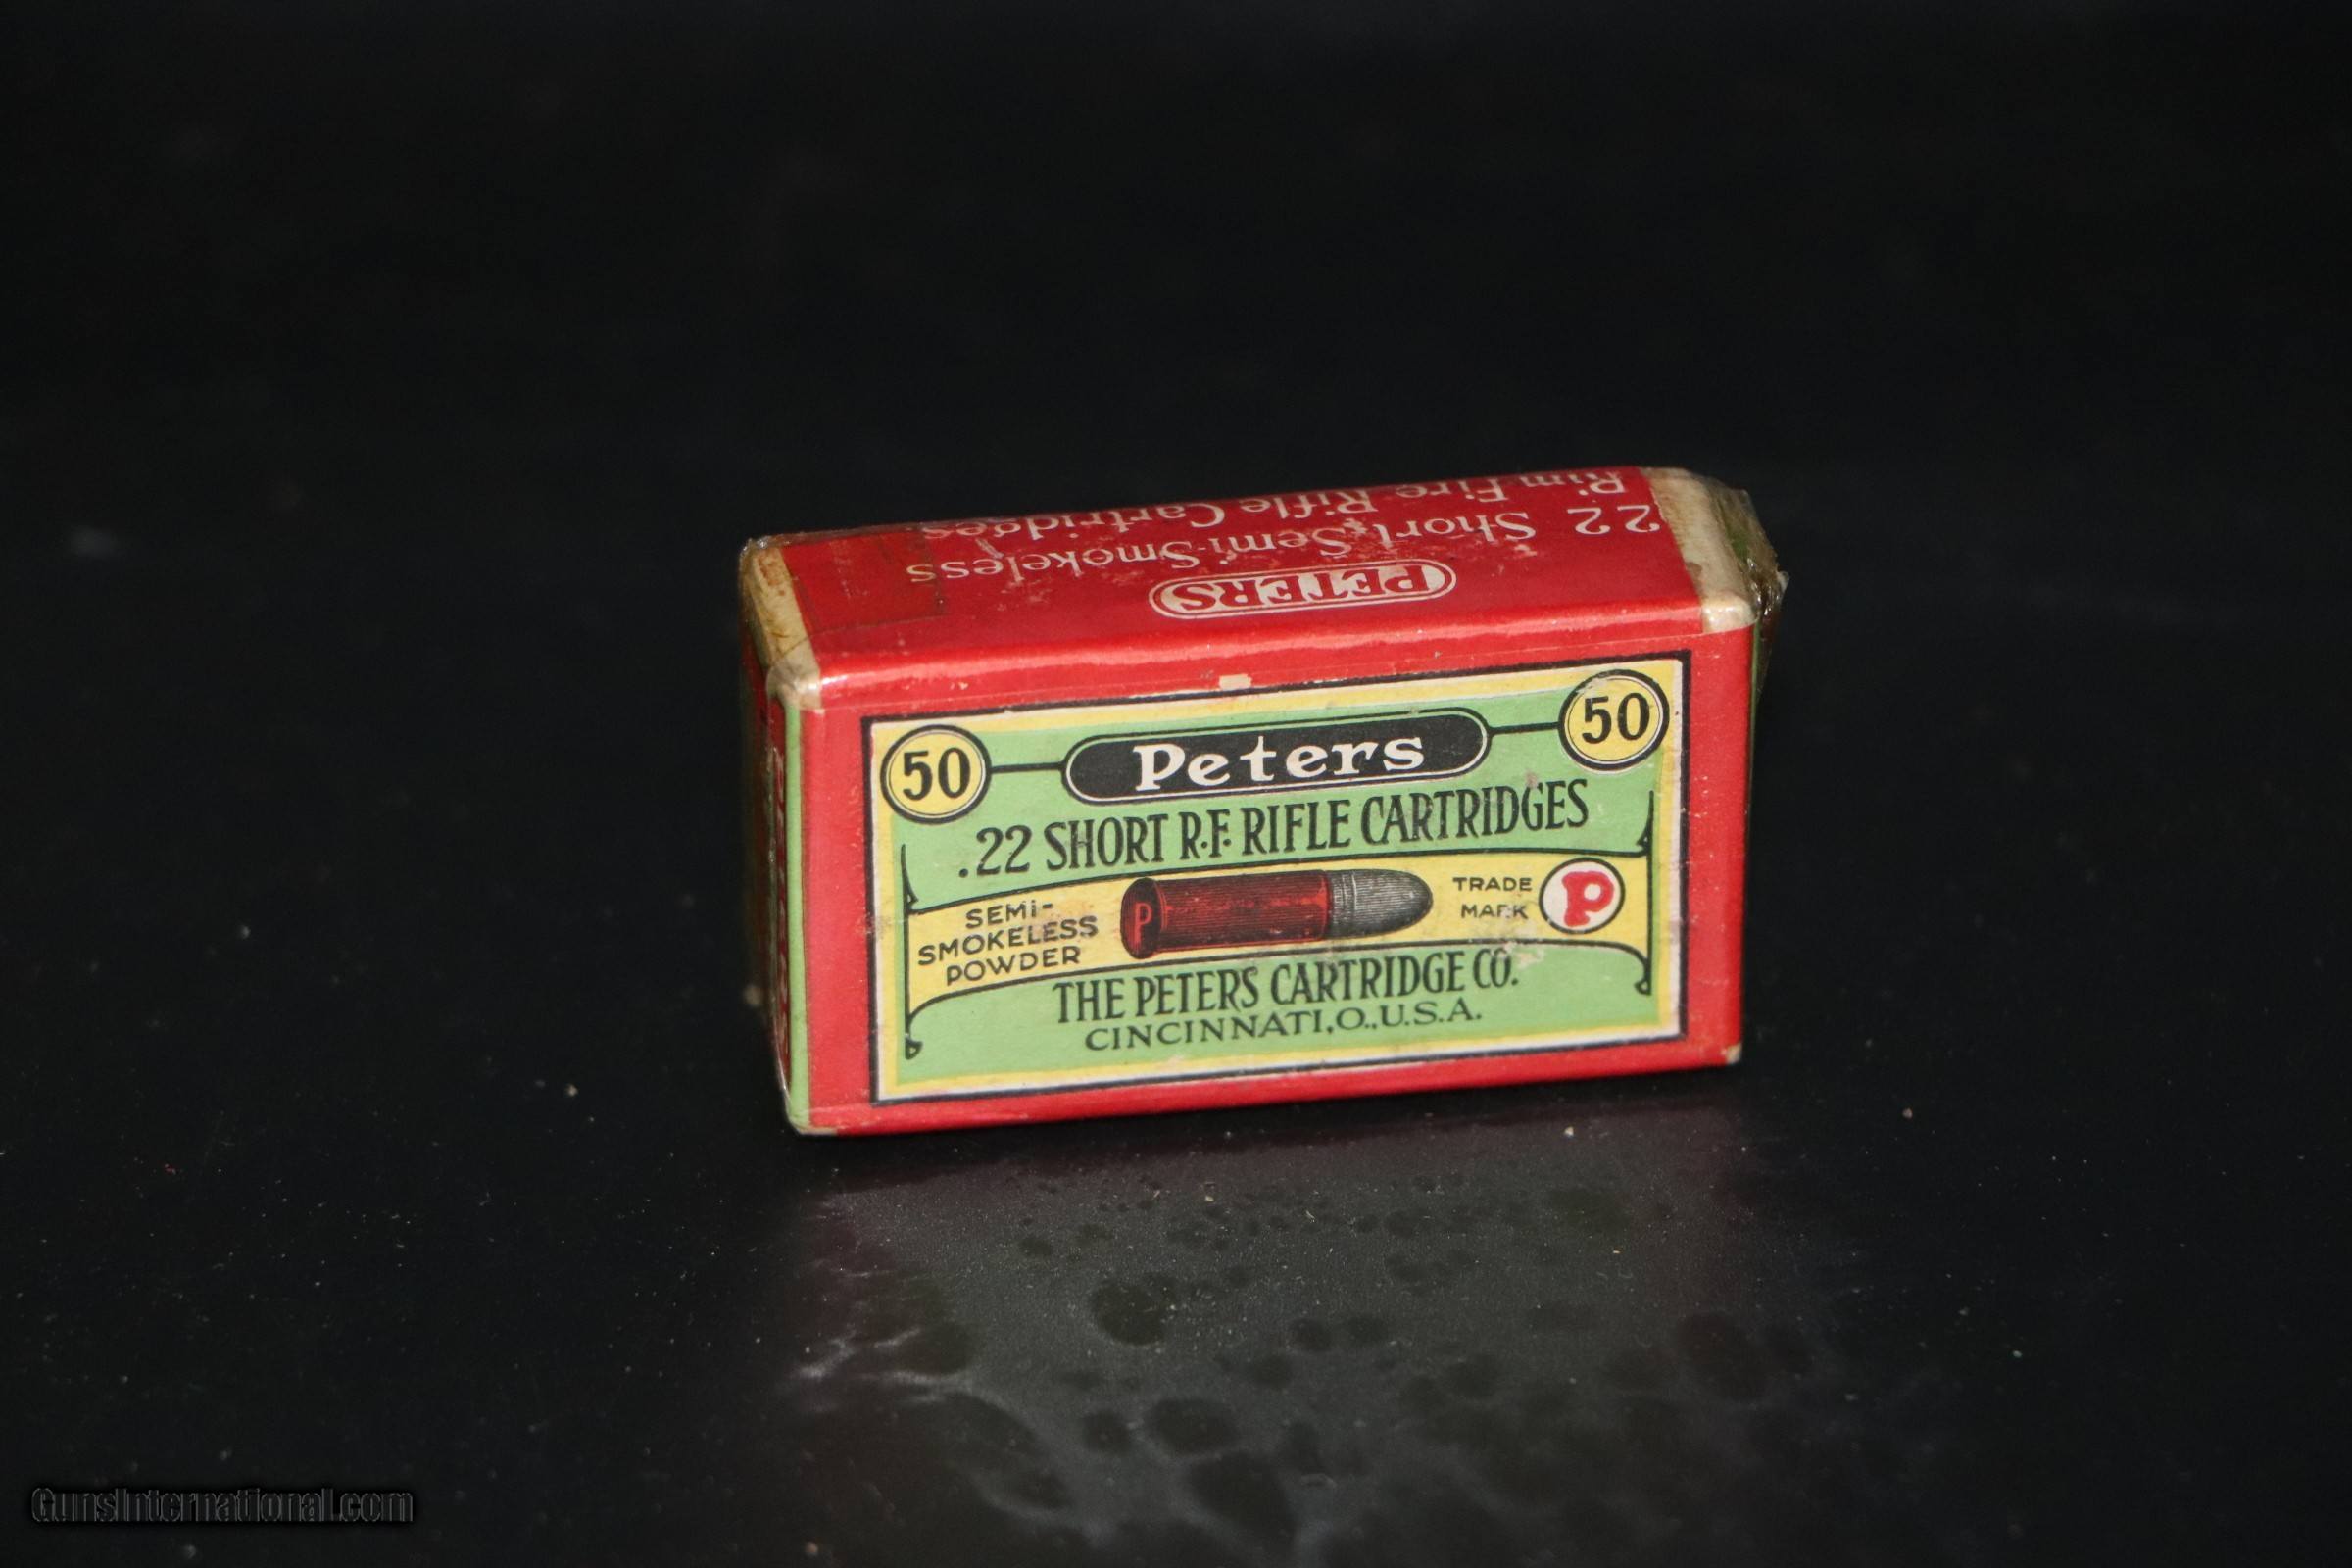 Rim Fire Rifle Cartridges
22 Short, Semi-Smokeless
PETERS
50 Peters 50
.22 SHORT R.F. RIFLE CARTRIDGES
SEMI-
SMOKELESS
POWDER
P
TRADE
MARK
P
THE PETERS CARTRIDGE CO.
CINCINNATI, O., U.S.A.
GunsInternational.com